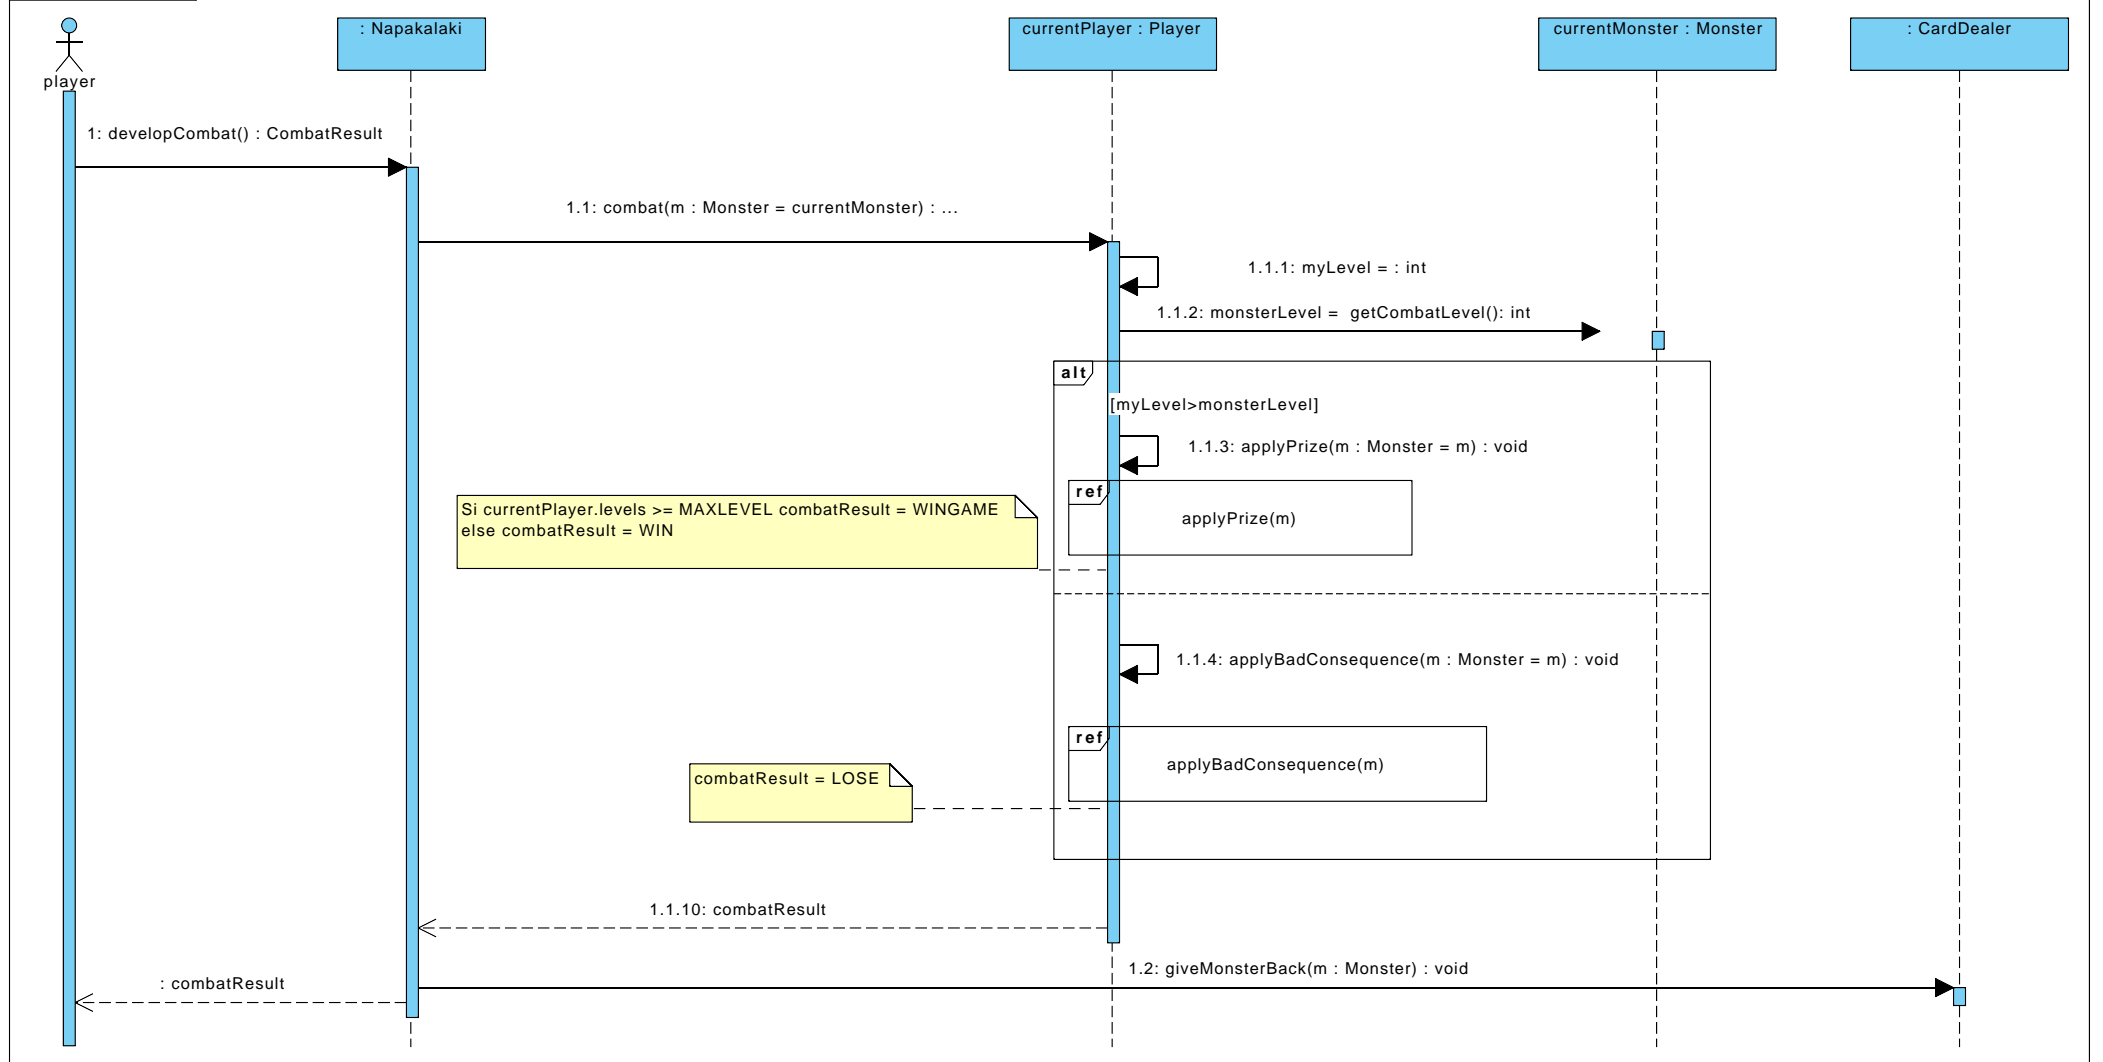 player
: Napakalaki
currentPlayer : Player
currentMonster : Monster
: CardDealer
1: developCombat() : CombatResult
1.1: combat(m : Monster = currentMonster) : ...
1.1.1: myLevel = : int
1.1.2: monsterLevel =  getCombatLevel(): int
alt
[myLevel>monsterLevel]
1.1.3: applyPrize(m : Monster = m) : void
ref
applyPrize(m)
Si currentPlayer.levels >= MAXLEVEL combatResult = WINGAME
else combatResult = WIN
1.1.4: applyBadConsequence(m : Monster = m) : void
ref
applyBadConsequence(m)
combatResult = LOSE
1.1.10: combatResult
1.2: giveMonsterBack(m : Monster) : void
: combatResult